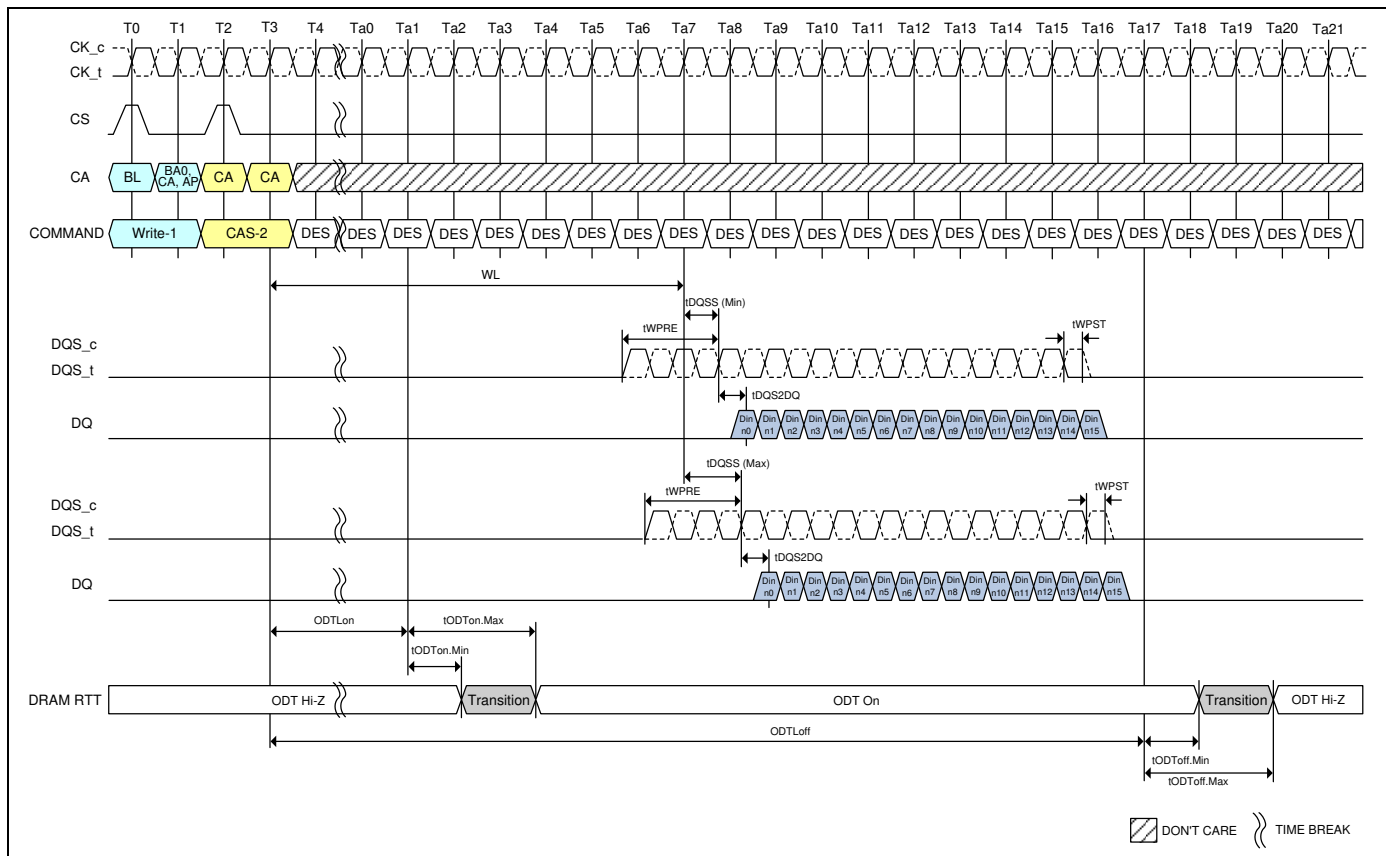 T0 T1 T2 T3 T4 Ta0 Ta1 Ta2 Ta3 Ta4 Ta5 Ta6 Ta7 Ta8 Ta9 Ta10 Ta11 Ta12 Ta13 Ta14 Ta15 Ta16 Ta17 Ta18 Ta19 Ta20 Ta21
CK_c
CK_t
CS
CA BL BA0, CA, AP CA CA
COMMAND Write-1 CAS-2 DES DES DES DES DES DES DES DES DES DES DES DES DES DES DES DES DES DES DES DES DES DES DES
WL
tDQSS (Min)
tWPRE tWPST
DQS_c
DQS_t
tDQS2DQ
DQ Din n0 Din n1 Din n2 Din n3 Din n4 Din n5 Din n6 Din n7 Din n8 Din n9 Din n10 Din n11 Din n12 Din n13 Din n14 Din n15
tDQSS (Max)
tWPRE tWPST
DQS_c
DQS_t
tDQS2DQ
DQ Din n0 Din n1 Din n2 Din n3 Din n4 Din n5 Din n6 Din n7 Din n8 Din n9 Din n10 Din n11 Din n12 Din n13 Din n14 Din n15
ODTLon tODTon.Max
tODTon.Min
DRAM RTT ODT Hi-Z Transition ODT On Transition ODT Hi-Z
ODTLoff
tODToff.Min
tODToff.Max
DON'T CARE TIME BREAK